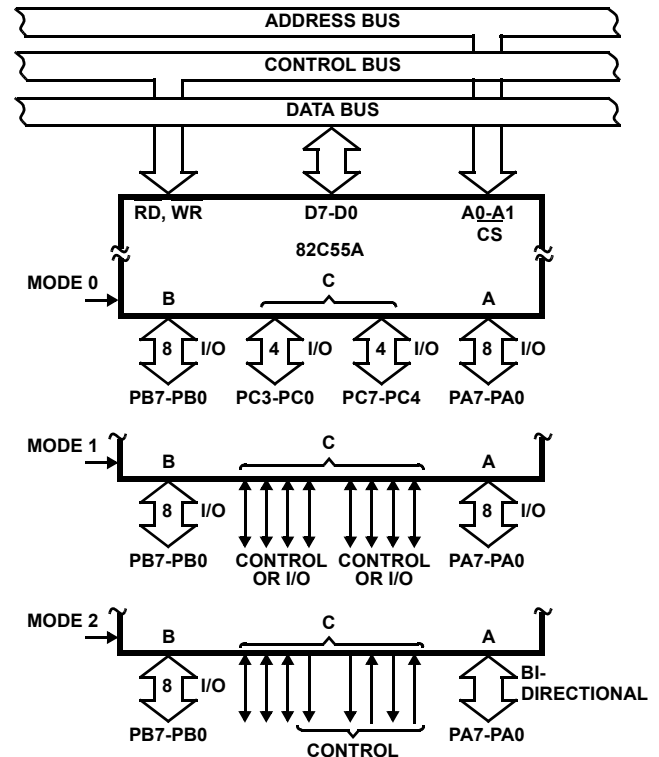 ADDRESS BUS
CONTROL BUS
DATA BUS
RD, WR D7-D0 A0-A1
CS
82C55A
MODE 0
B C A
8 I/O 4 I/O 4 I/O 8 I/O
PB7-PB0 PC3-PC0 PC7-PC4 PA7-PA0
MODE 1
B C A
8 I/O 8 I/O
PB7-PB0 CONTROL OR I/O CONTROL OR I/O PA7-PA0
MODE 2
B C A
8 I/O BI-
DIRECTIONAL
PB7-PB0 CONTROL PA7-PA0